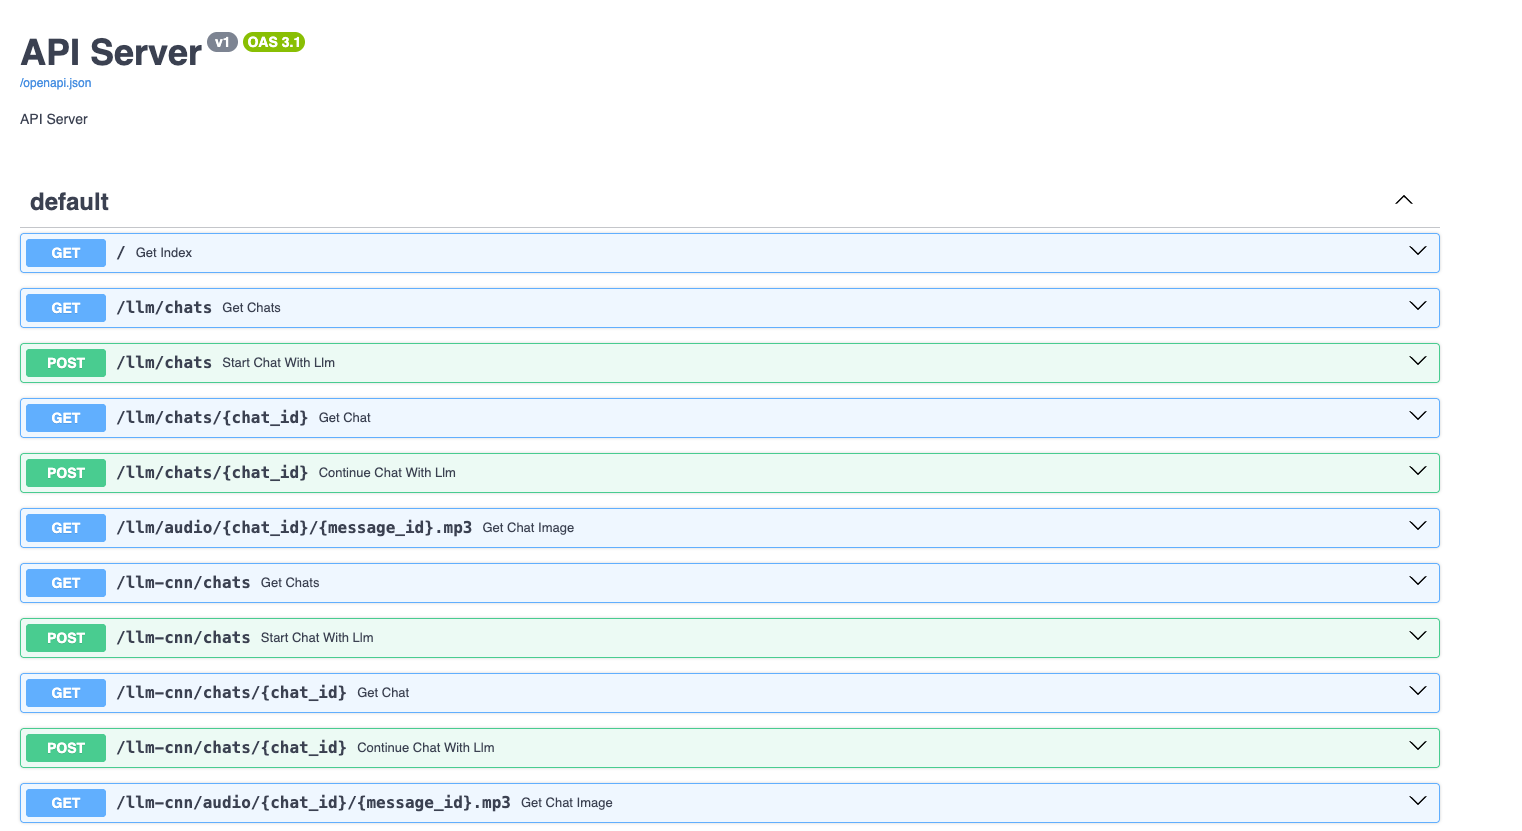 API Server v1 OAS 3.1
/openapi.json
API Server
default
GET / Get Index
GET /llm/chats Get Chats
POST /llm/chats Start Chat With Llm
GET /llm/chats/{chat_id} Get Chat
POST /llm/chats/{chat_id} Continue Chat With Llm
GET /llm/audio/{chat_id}/{message_id}.mp3 Get Chat Image
GET /llm-cnn/chats Get Chats
POST /llm-cnn/chats Start Chat With Llm
GET /llm-cnn/chats/{chat_id} Get Chat
POST /llm-cnn/chats/{chat_id} Continue Chat With Llm
GET /llm-cnn/audio/{chat_id}/{message_id}.mp3 Get Chat Image